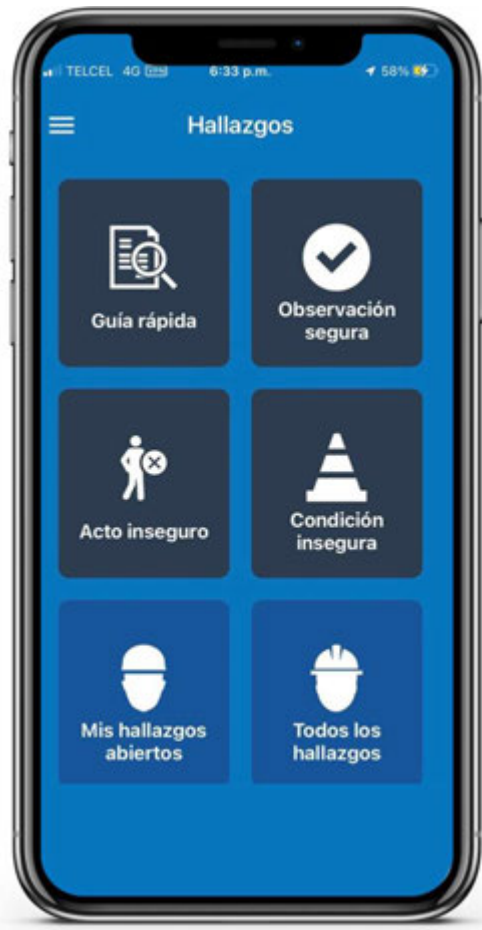 TELCEL 4G 6:33 p.m. 58%
Hallazgos
Guía rápida
Observación
segura
Acto inseguro
Condición
insegura
Mis hallazgos
abiertos
Todos los
hallazgos